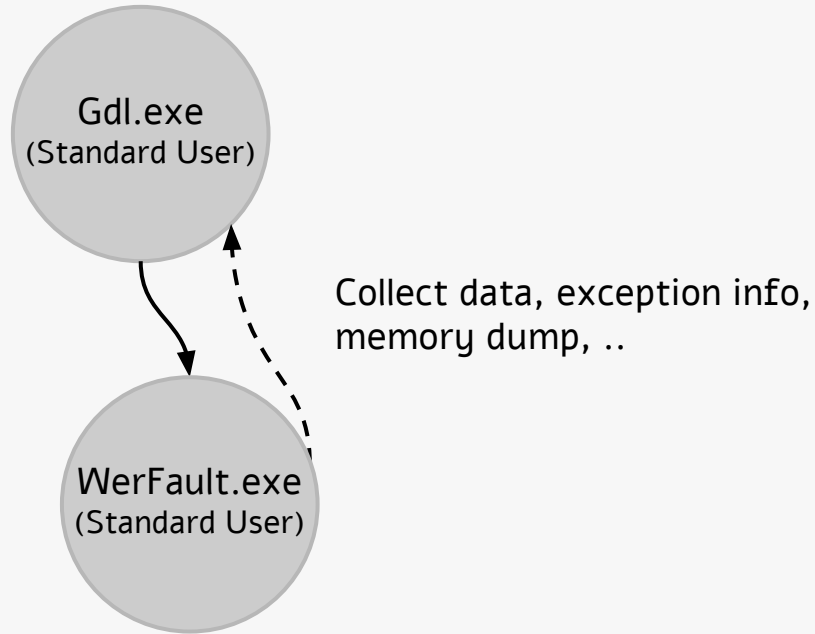 Gdl.exe
(Standard User)
Collect data, exception info,
memory dump, ..
WerFault.exe
(Standard User)